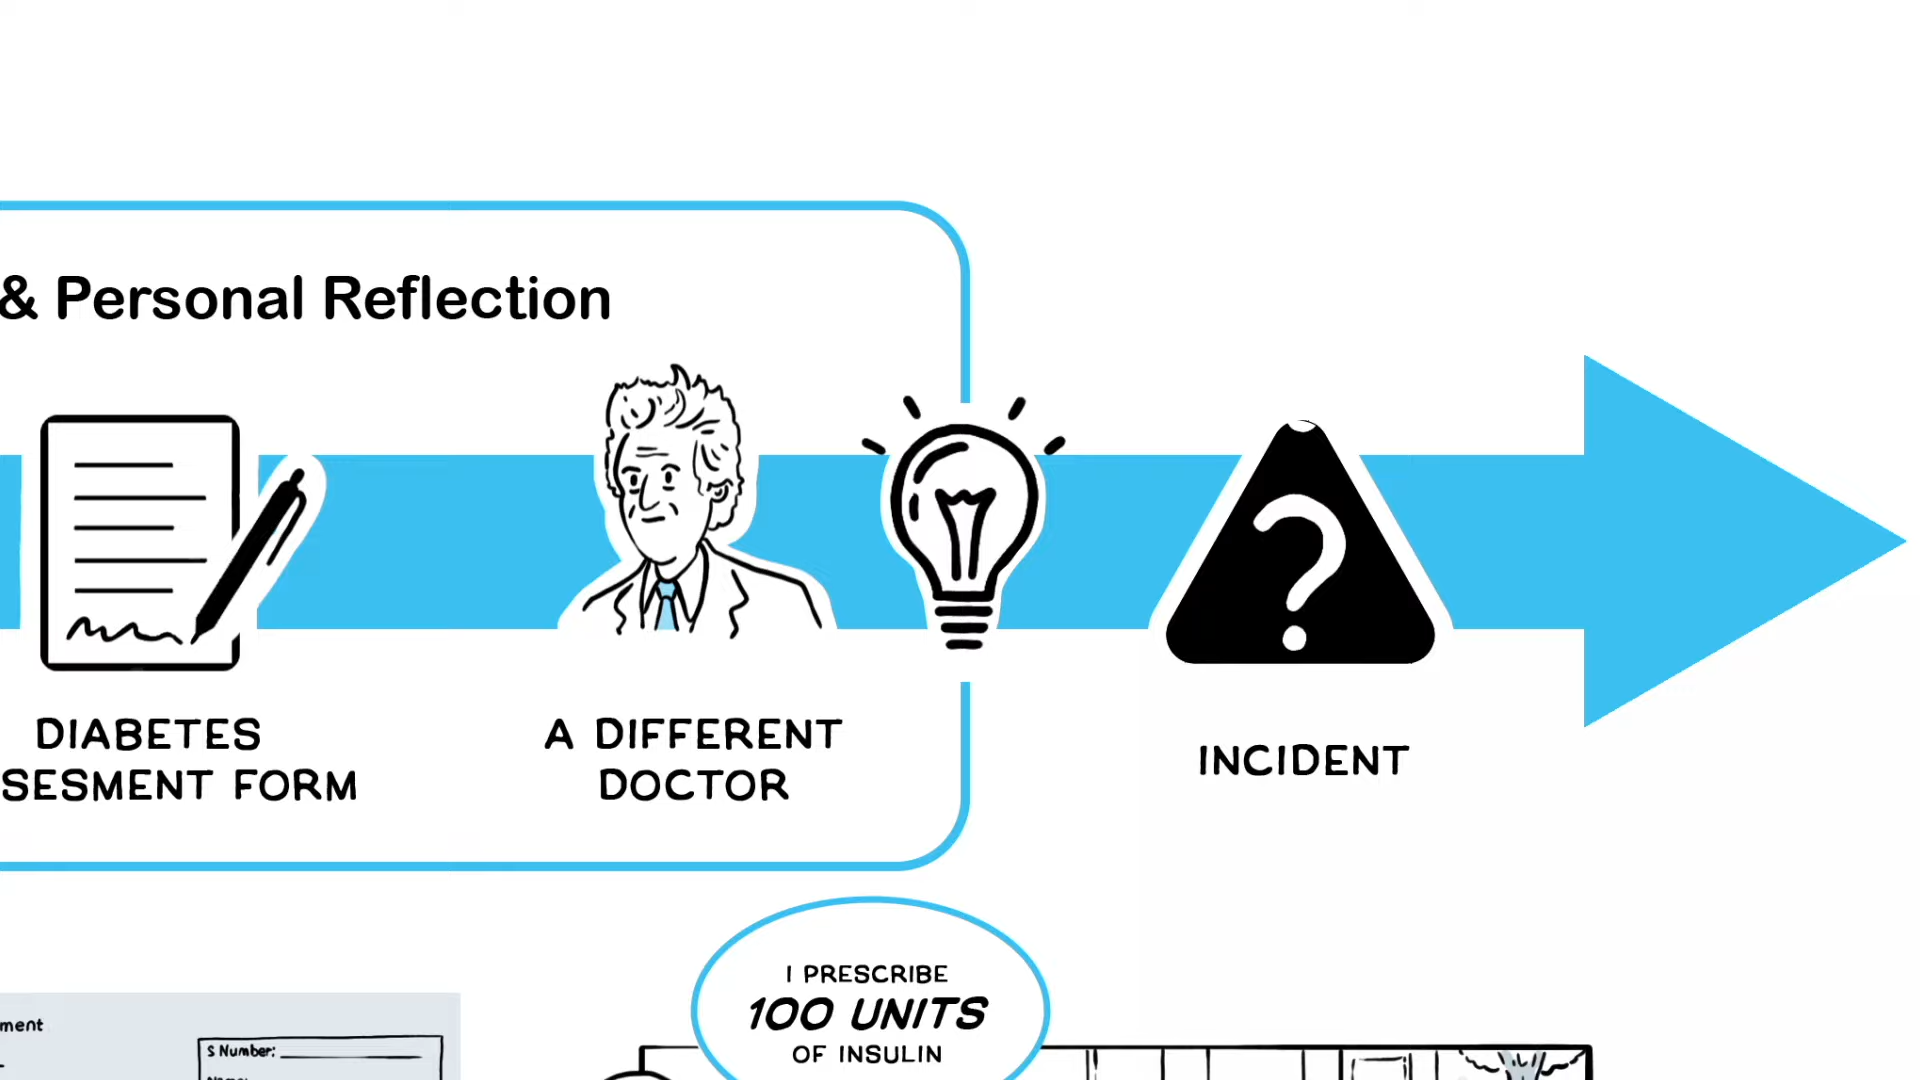 & Personal Reflection
DIABETES
SESMENT FORM
A DIFFERENT
DOCTOR
INCIDENT
I PRESCRIBE
100 UNITS
OF INSULIN
ment
S Number: